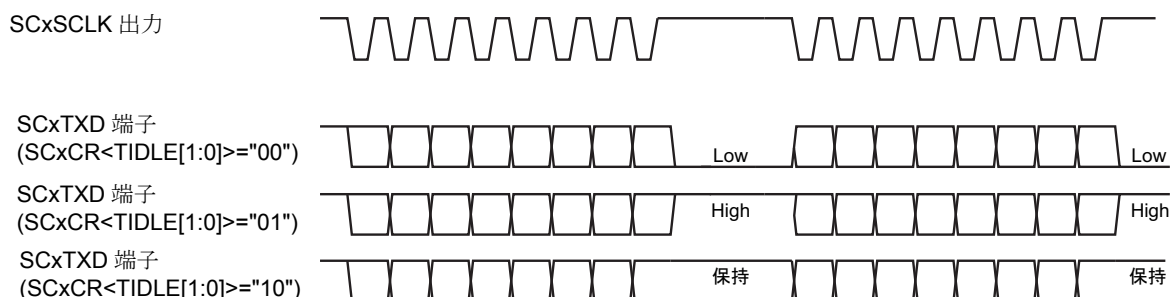 SCxSCLK 出力
SCxTXD 端子
(SCxCR<TIDLE[1:0]>="00")
Low
Low
SCxTXD 端子
(SCxCR<TIDLE[1:0]>="01")
High
High
SCxTXD 端子
(SCxCR<TIDLE[1:0]>="10")
保持
保持